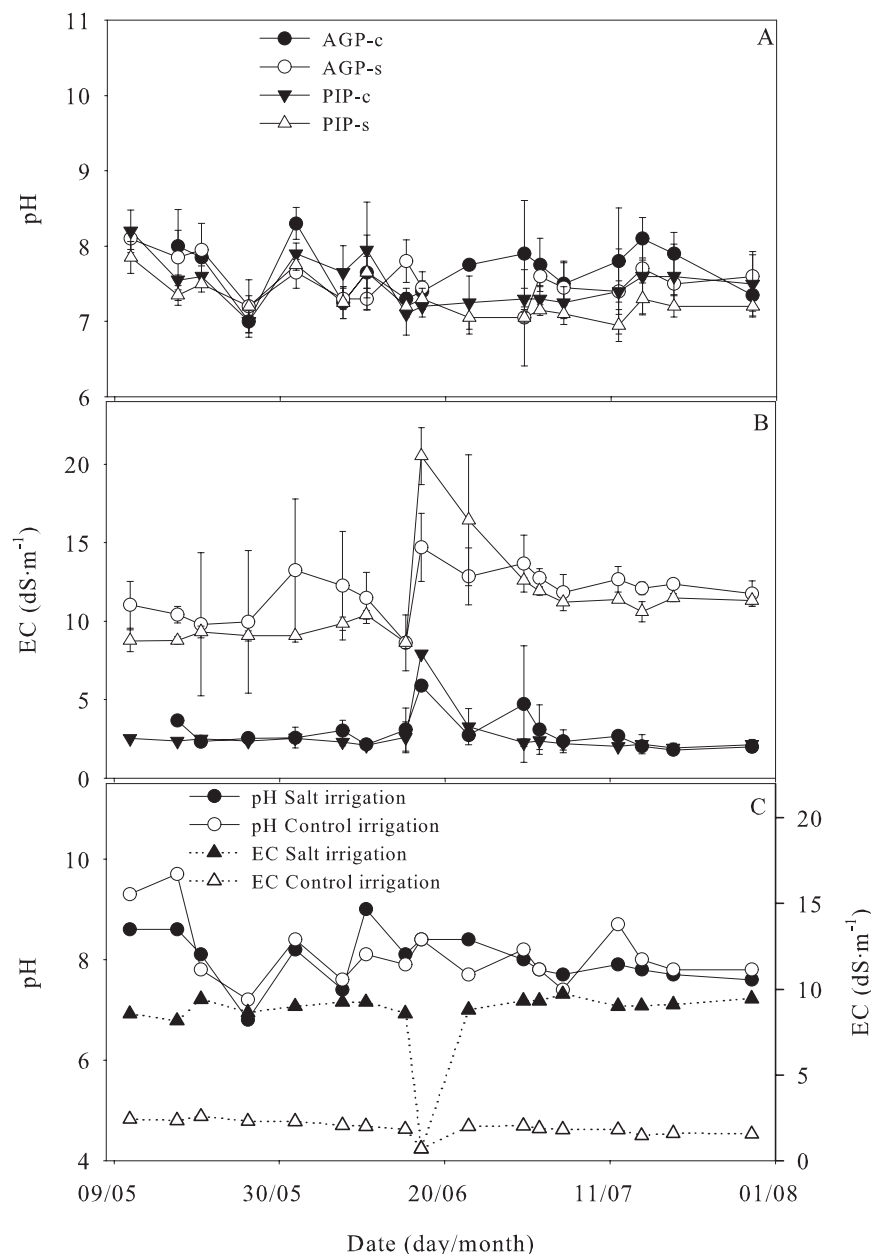 A
AGP-c
AGP-s
PIP-c
PIP-s
11
10
9
8
7
6
pH
B
20
15
10
5
0
EC (dS·m⁻¹)
C
pH Salt irrigation
pH Control irrigation
EC Salt irrigation
EC Control irrigation
10
8
6
4
pH
20
15
10
5
0
EC (dS·m⁻¹)
09/05 30/05 20/06 11/07 01/08
Date (day/month)